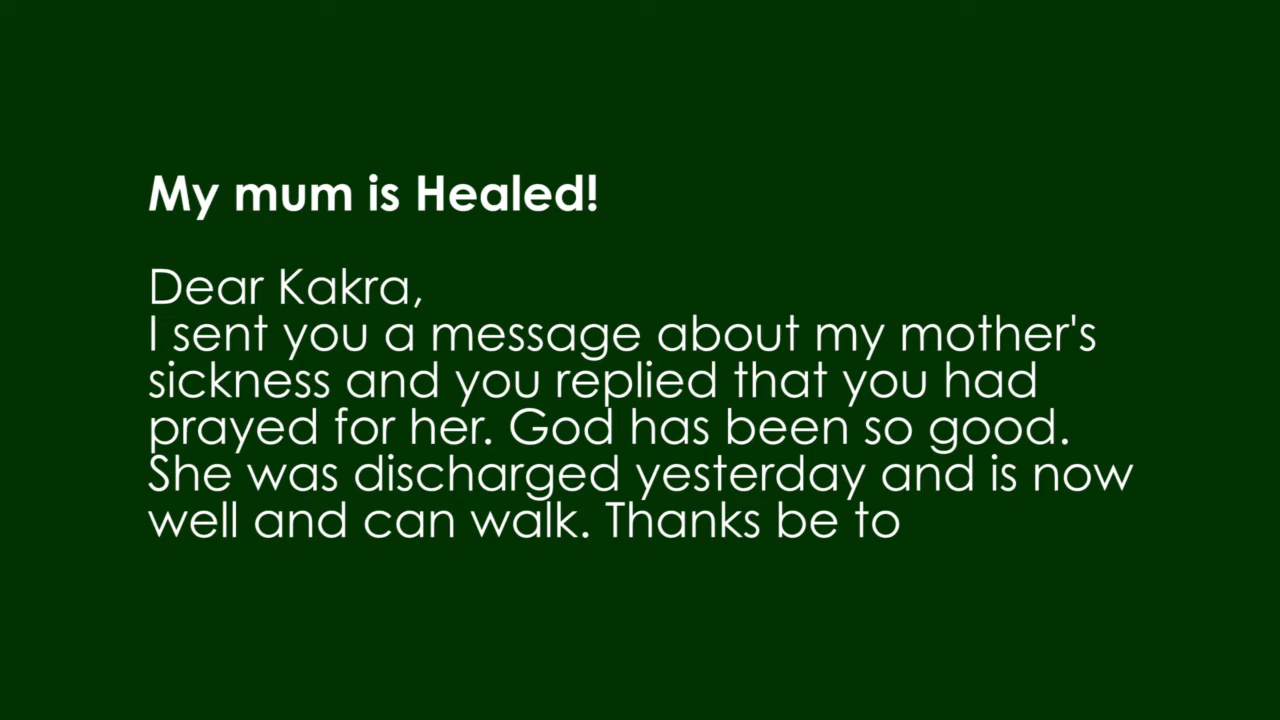 My mum is Healed!
Dear Kakra,
I sent you a message about my mother's
sickness and you replied that you had
prayed for her. God has been so good.
She was discharged yesterday and is now
well and can walk. Thanks be to